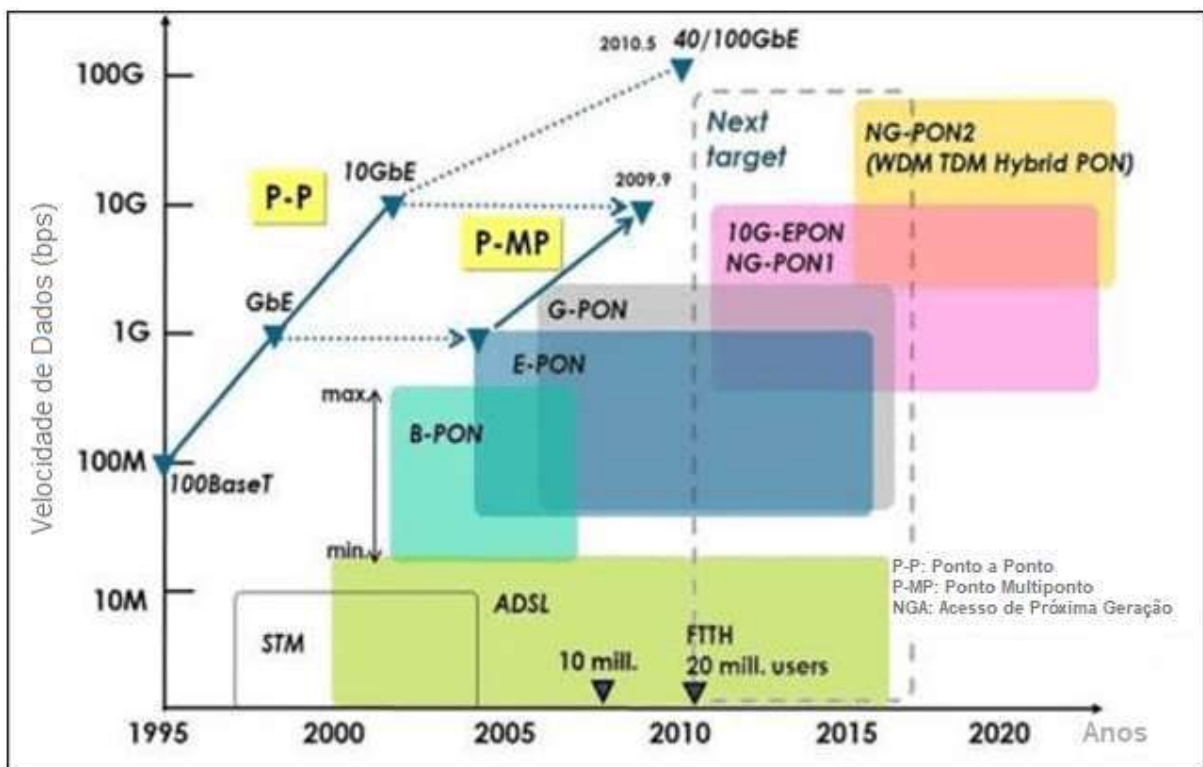 Velocidade de Dados (bps)
100G
10G
1G
100M
10M
2010.5
40/100GbE
10GbE
P-P
2009.9
P-MP
GbE
100BaseT
Next
target
NG-PON2
(WDM TDM Hybrid PON)
10G-EPON
NG-PON1
G-PON
E-PON
max.
B-PON
min.
ADSL
STM
10 mill.
FTTH
20 mill. users
P-P: Ponto a Ponto
P-MP: Ponto Multiponto
NGA: Acesso de Próxima Geração
1995
2000
2005
2010
2015
2020
Anos